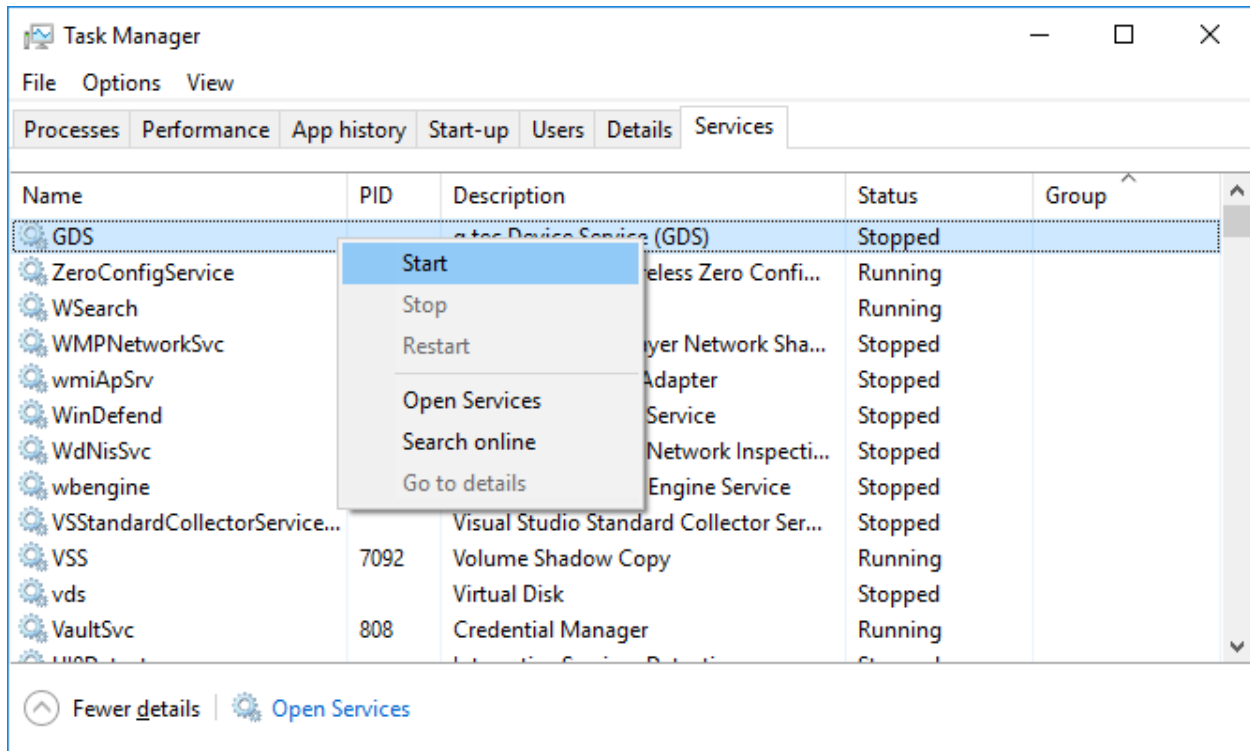 Task Manager
File Options View
Processes Performance App history Start-up Users Details Services
Name PID Description Status Group
GDS Device Service (GDS) Stopped
Start
ZeroConfigService Zero Confi... Running
WSearch Running
Stop
WMPNetworkSvc Network Sha... Stopped
Restart
wmiApSrv Adapter Stopped
Open Services
WinDefend Service Stopped
Search online
WdNisSvc Network Inspecti... Stopped
Go to details
wbengine Engine Service Stopped
VSStandardCollectorService... Visual Studio Standard Collector Ser... Stopped
VSS 7092 Volume Shadow Copy Running
vds Virtual Disk Stopped
VaultSvc 808 Credential Manager Running
Fewer details Open Services